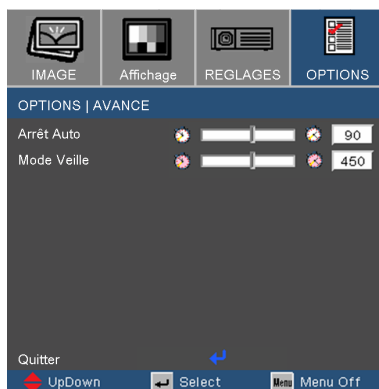 IMAGE Affichage REGLAGES OPTIONS
OPTIONS | AVANCE
Arrêt Auto 90
Mode Veille 450
Quitter
UpDown Select Menu Menu Off